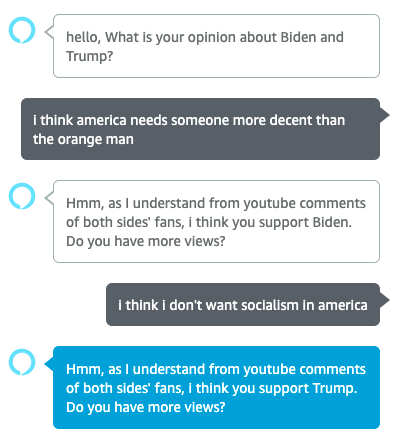 hello, What is your opinion about Biden and
Trump?
i think america needs someone more decent than
the orange man
Hmm, as I understand from youtube comments
of both sides' fans, i think you support Biden.
Do you have more views?
i think i don't want socialism in america
Hmm, as I understand from youtube comments
of both sides' fans, i think you support Trump.
Do you have more views?